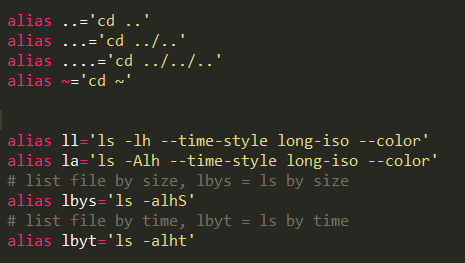 alias ..='cd ..'
alias ...='cd ../..'
alias ....='cd ../../..'
alias ~='cd ~'
alias ll='ls -lh --time-style long-iso --color'
alias la='ls -Alh --time-style long-iso --color'
# list file by size, lbys = ls by size
alias lbys='ls -alhS'
# list file by time, lbyt = ls by time
alias lbyt='ls -alht'